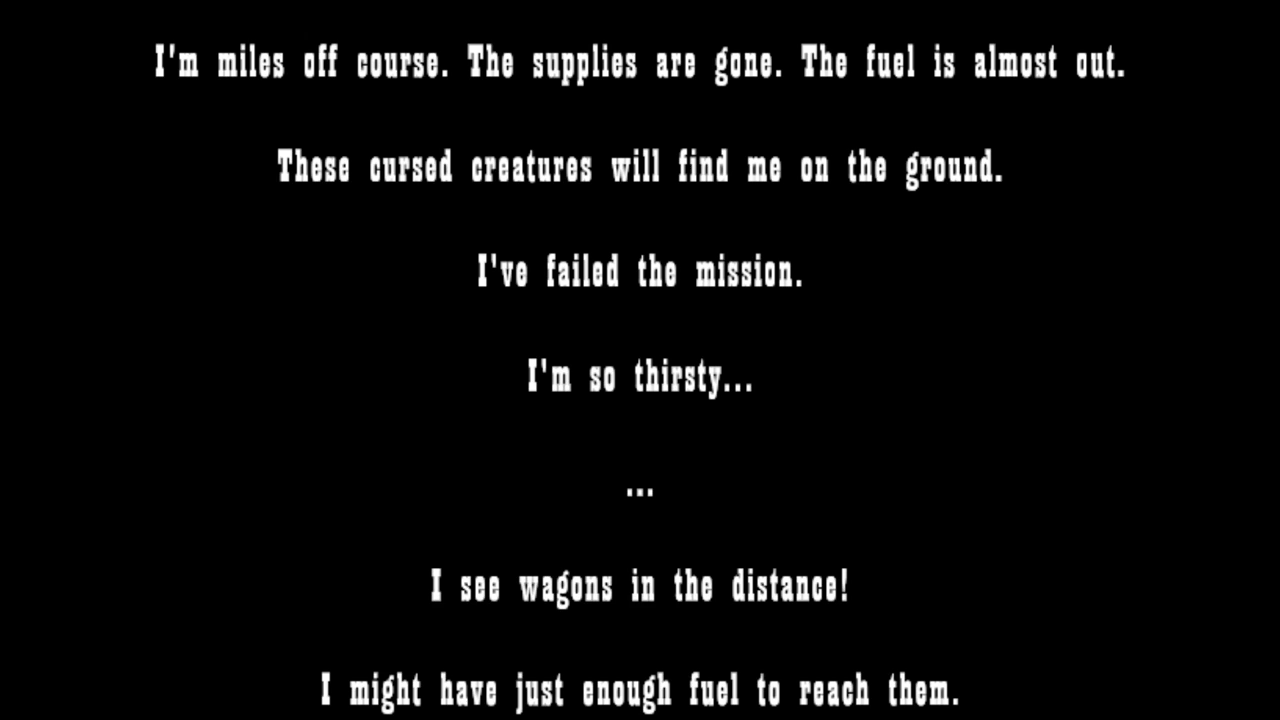 I'm miles off course. The supplies are gone. The fuel is almost out.
These cursed creatures will find me on the ground.
I've failed the mission.
I'm so thirsty...
...
I see wagons in the distance!
I might have just enough fuel to reach them.